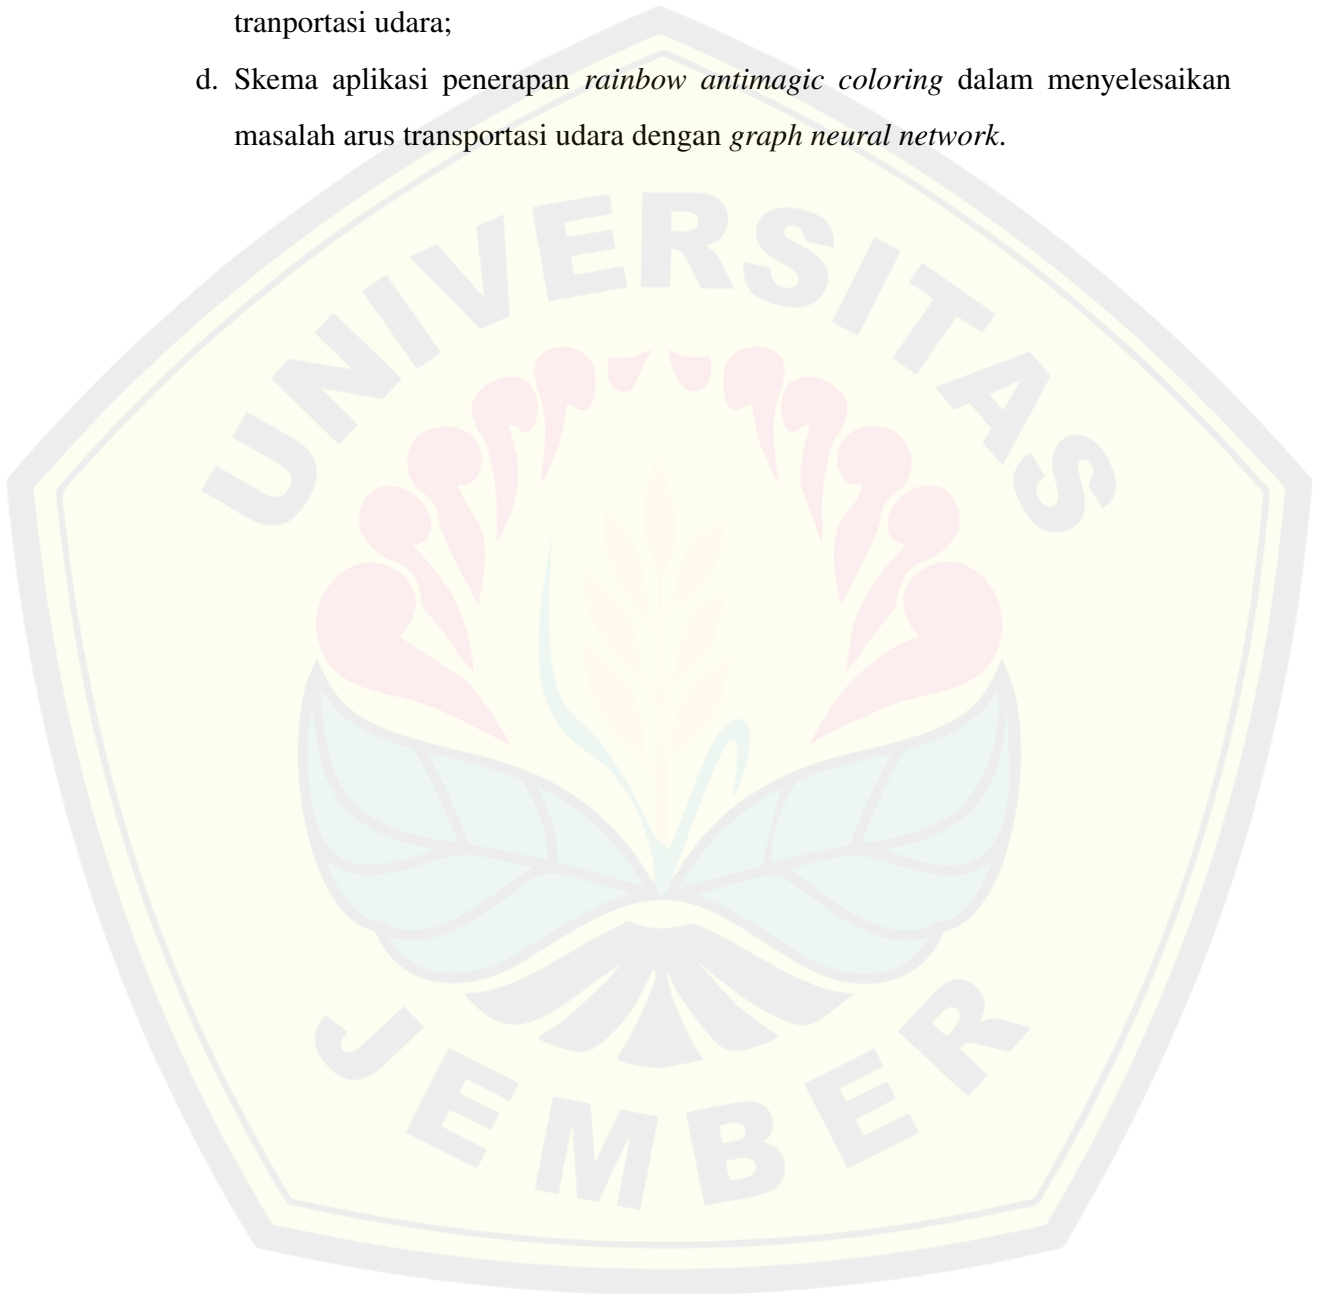 tranportasi udara;
d. Skema aplikasi penerapan rainbow antimagic coloring dalam menyelesaikan
masalah arus transportasi udara dengan graph neural network.
UNIVERSITAS
JEMBER